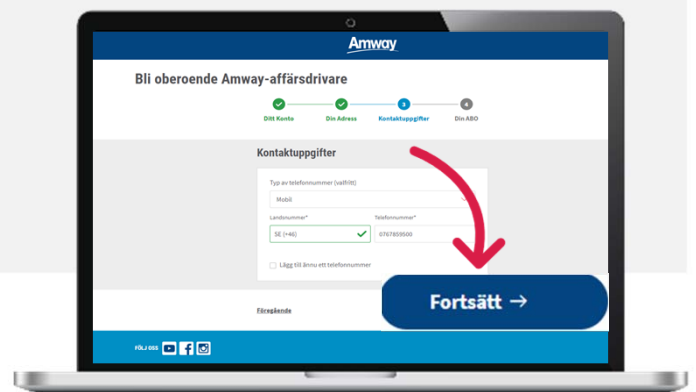 Amway
Bli oberoende Amway-affärsdrivare
3
4
Ditt Konto
Din Adress
Kontaktuppgifter
Din ABO
Kontaktuppgifter
Typ av telefonnummer (valfritt)
Mobil
Landsnummer*
Telefonnummer*
SE (+46)
0767859500
Lägg till ännu ett telefonnummer
Fortsätt →
Föregående
FÖLJ OSS